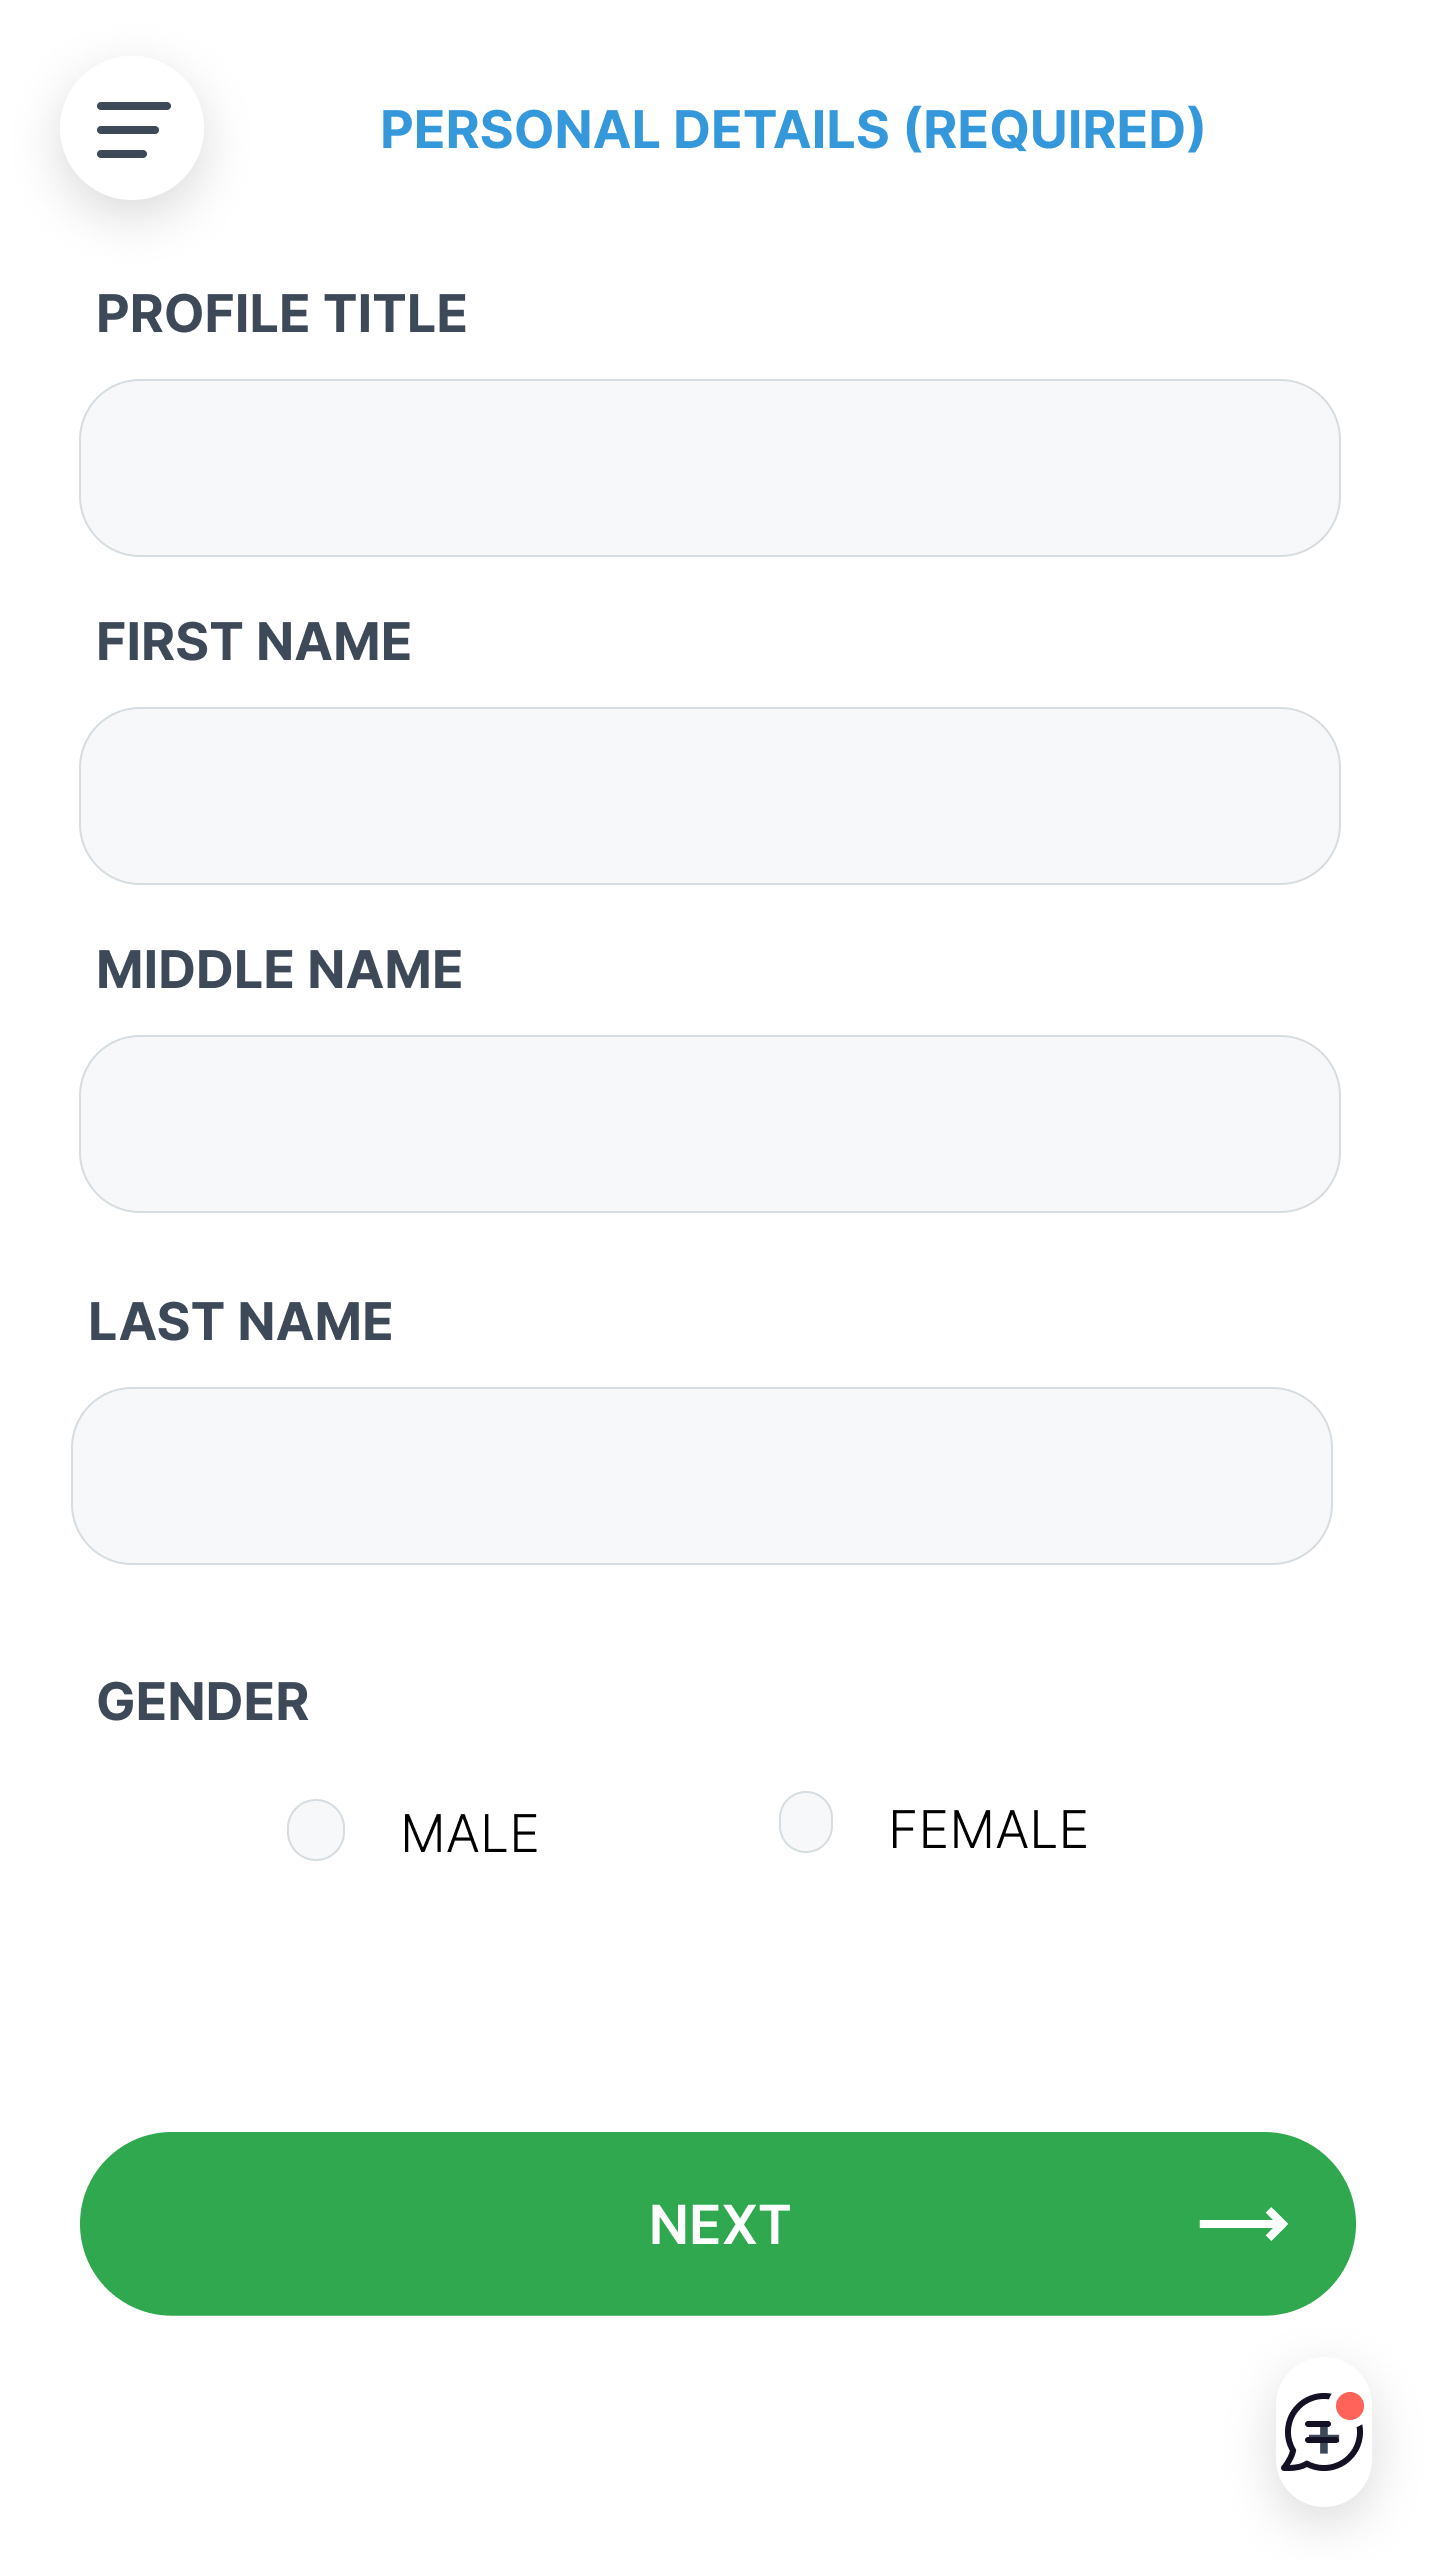 PERSONAL DETAILS (REQUIRED)
PROFILE TITLE
FIRST NAME
MIDDLE NAME
LAST NAME
GENDER
MALE FEMALE
NEXT